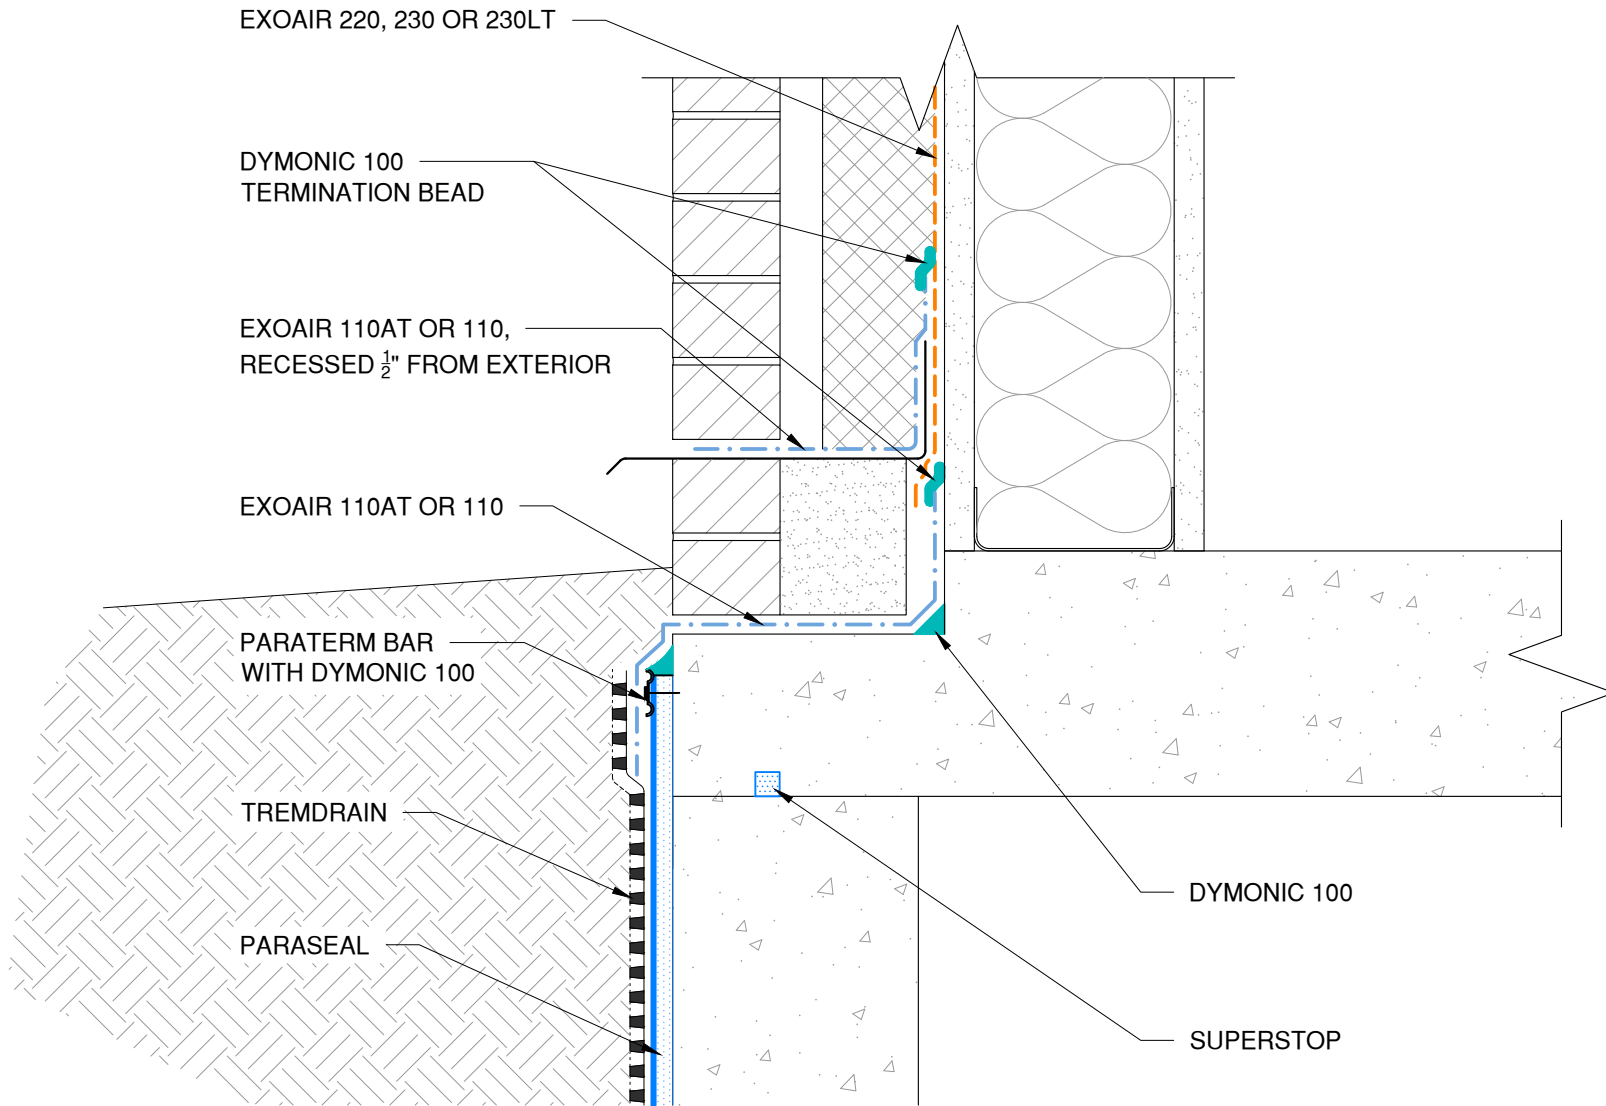 EXOAIR 220, 230 OR 230LT
DYMONIC 100
TERMINATION BEAD
EXOAIR 110AT OR 110,
RECESSED ½" FROM EXTERIOR
EXOAIR 110AT OR 110
PARATERM BAR
WITH DYMONIC 100
TREMDRAIN
PARASEAL
DYMONIC 100
SUPERSTOP